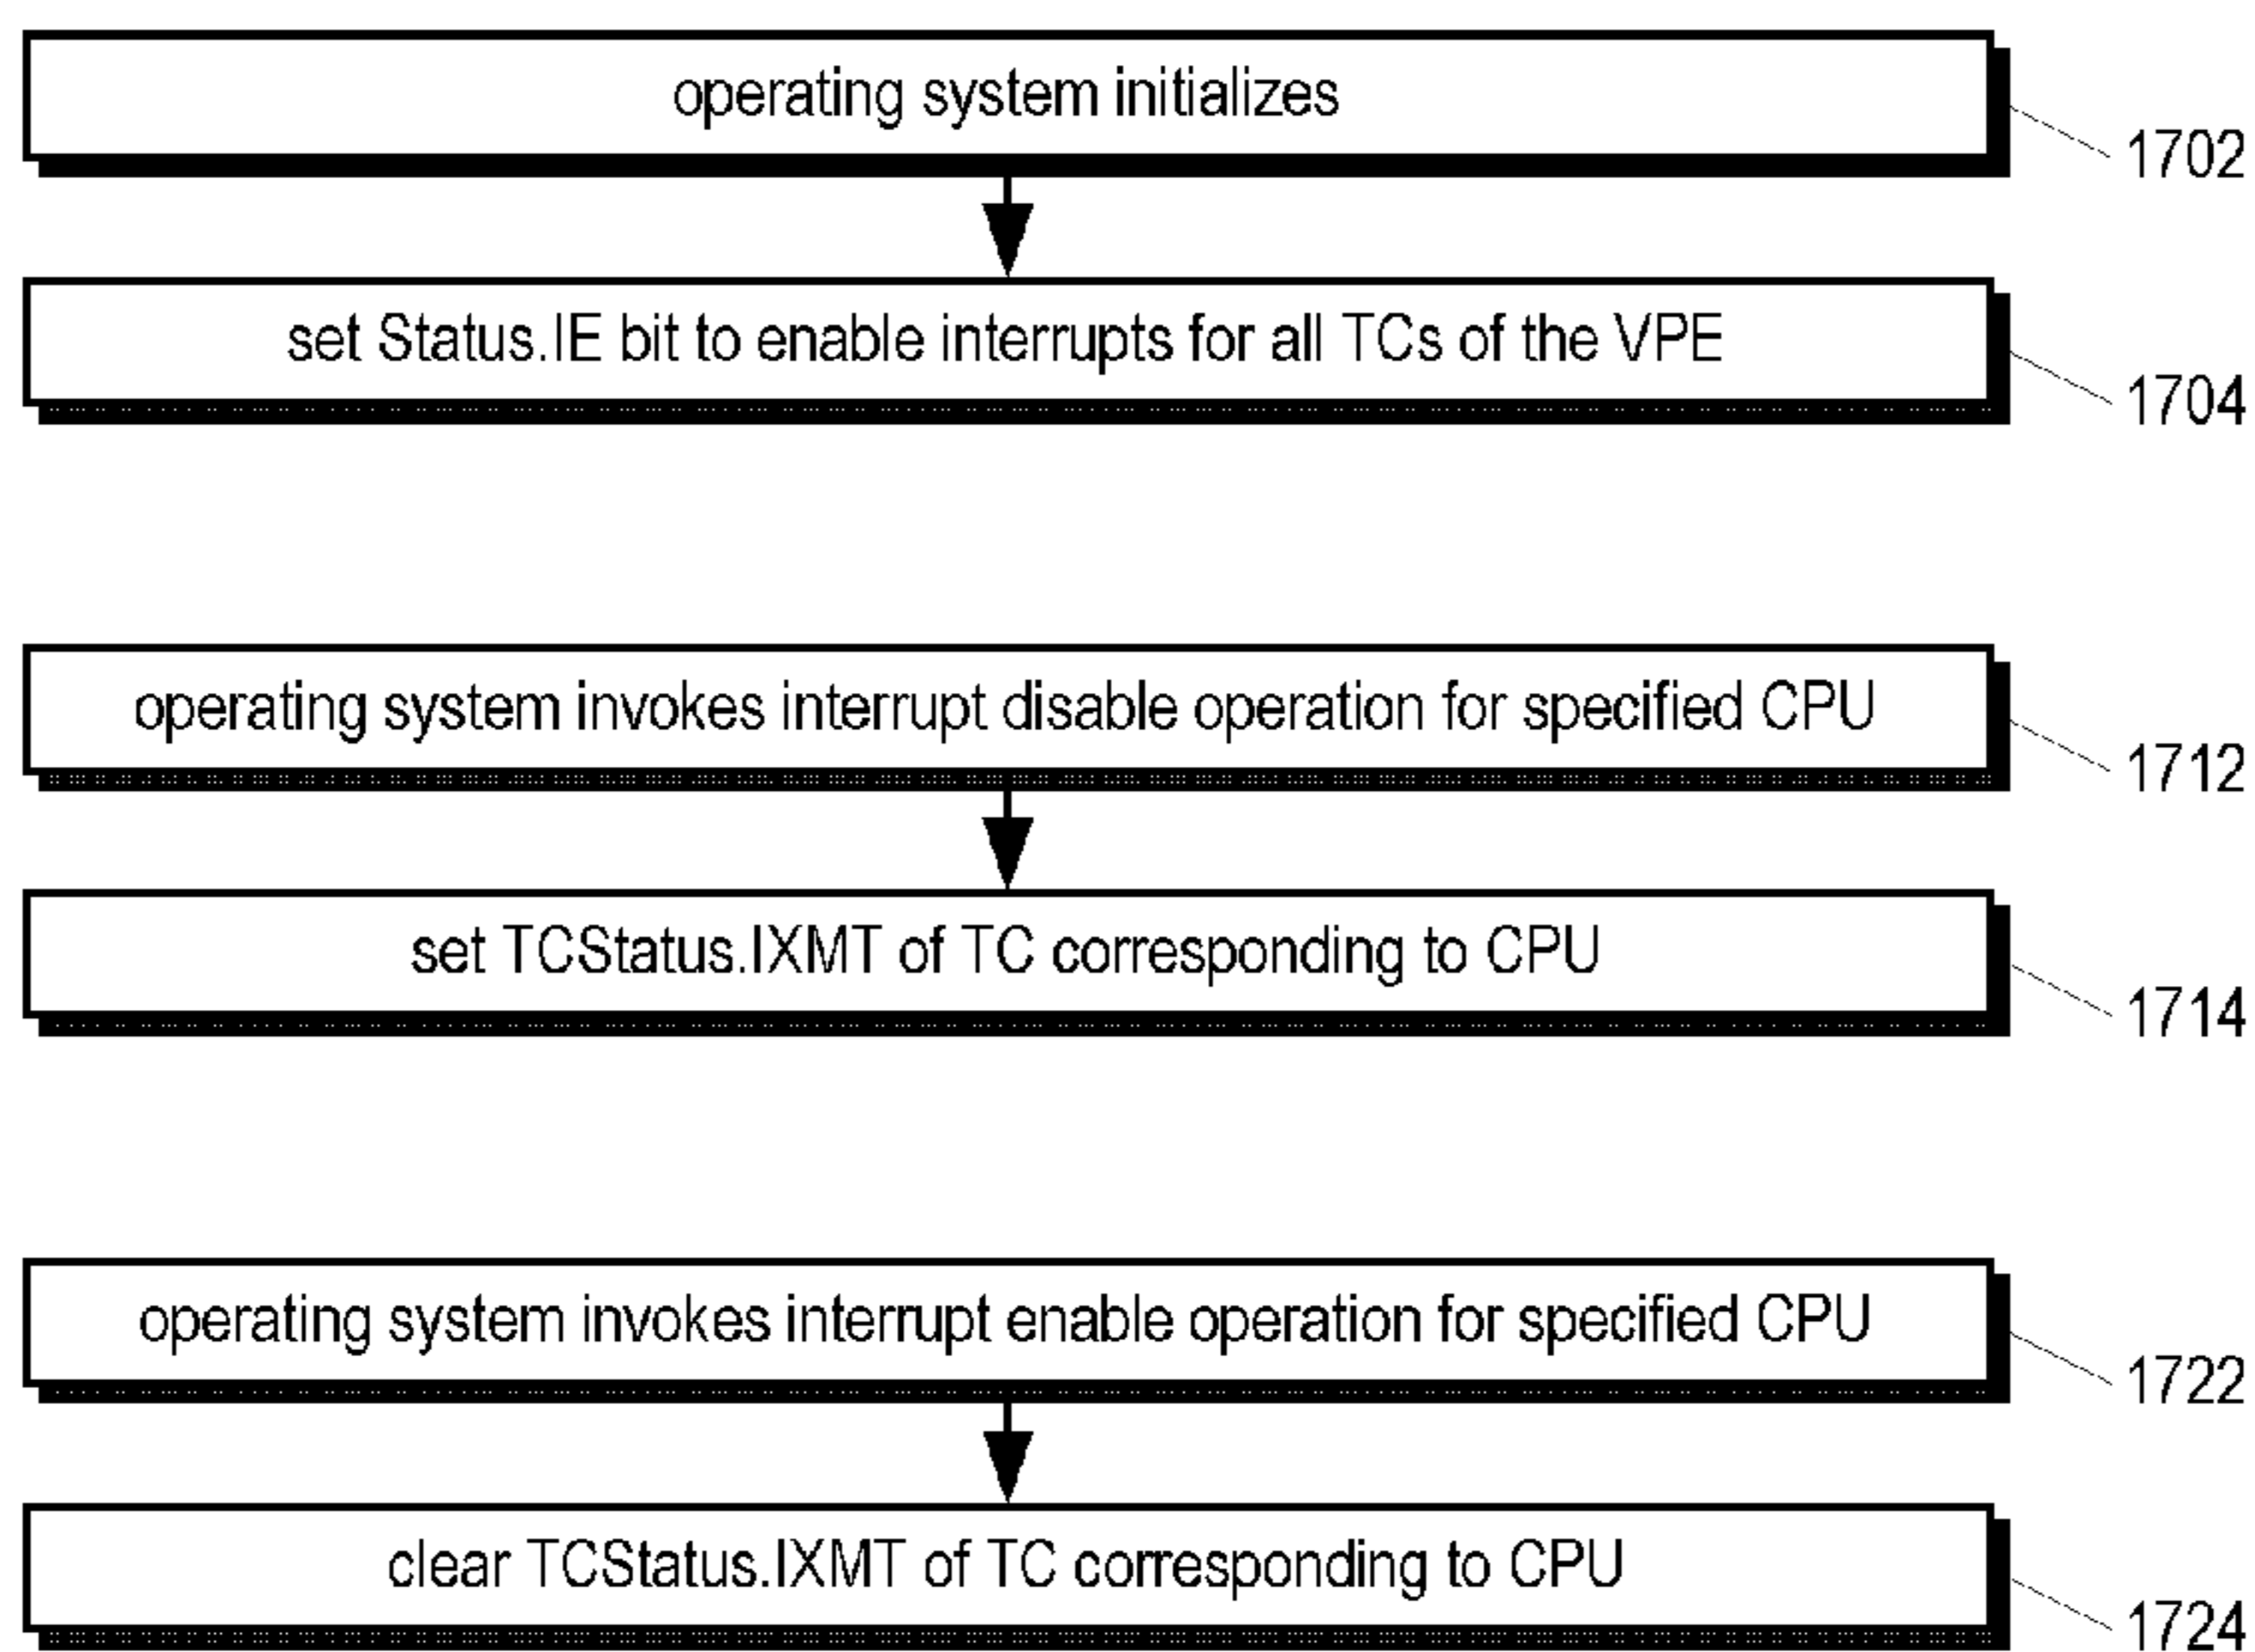 operating system initializes
1702
set Status.IE bit to enable interrupts for all TCs of the VPE
1704
operating system invokes interrupt disable operation for specified CPU
1712
set TCStatus.IXMT of TC corresponding to CPU
1714
operating system invokes interrupt enable operation for specified CPU
1722
clear TCStatus.IXMT of TC corresponding to CPU
1724